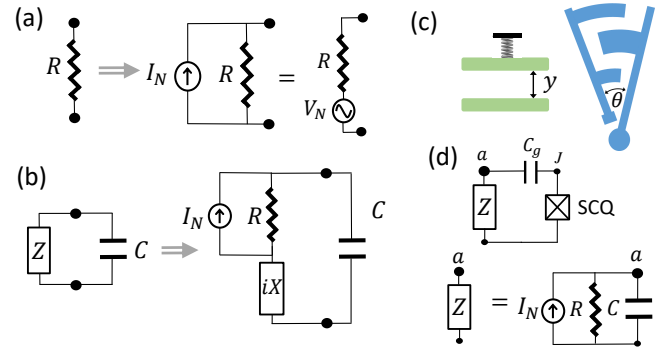 (a)
R
I_N
R
=
R
V_N
(b)
Z
C
I_N
R
iX
C
(c)
y
θ
(d)
a
C_g
J
Z
SCQ
a
Z
=
I_N
R
C
a